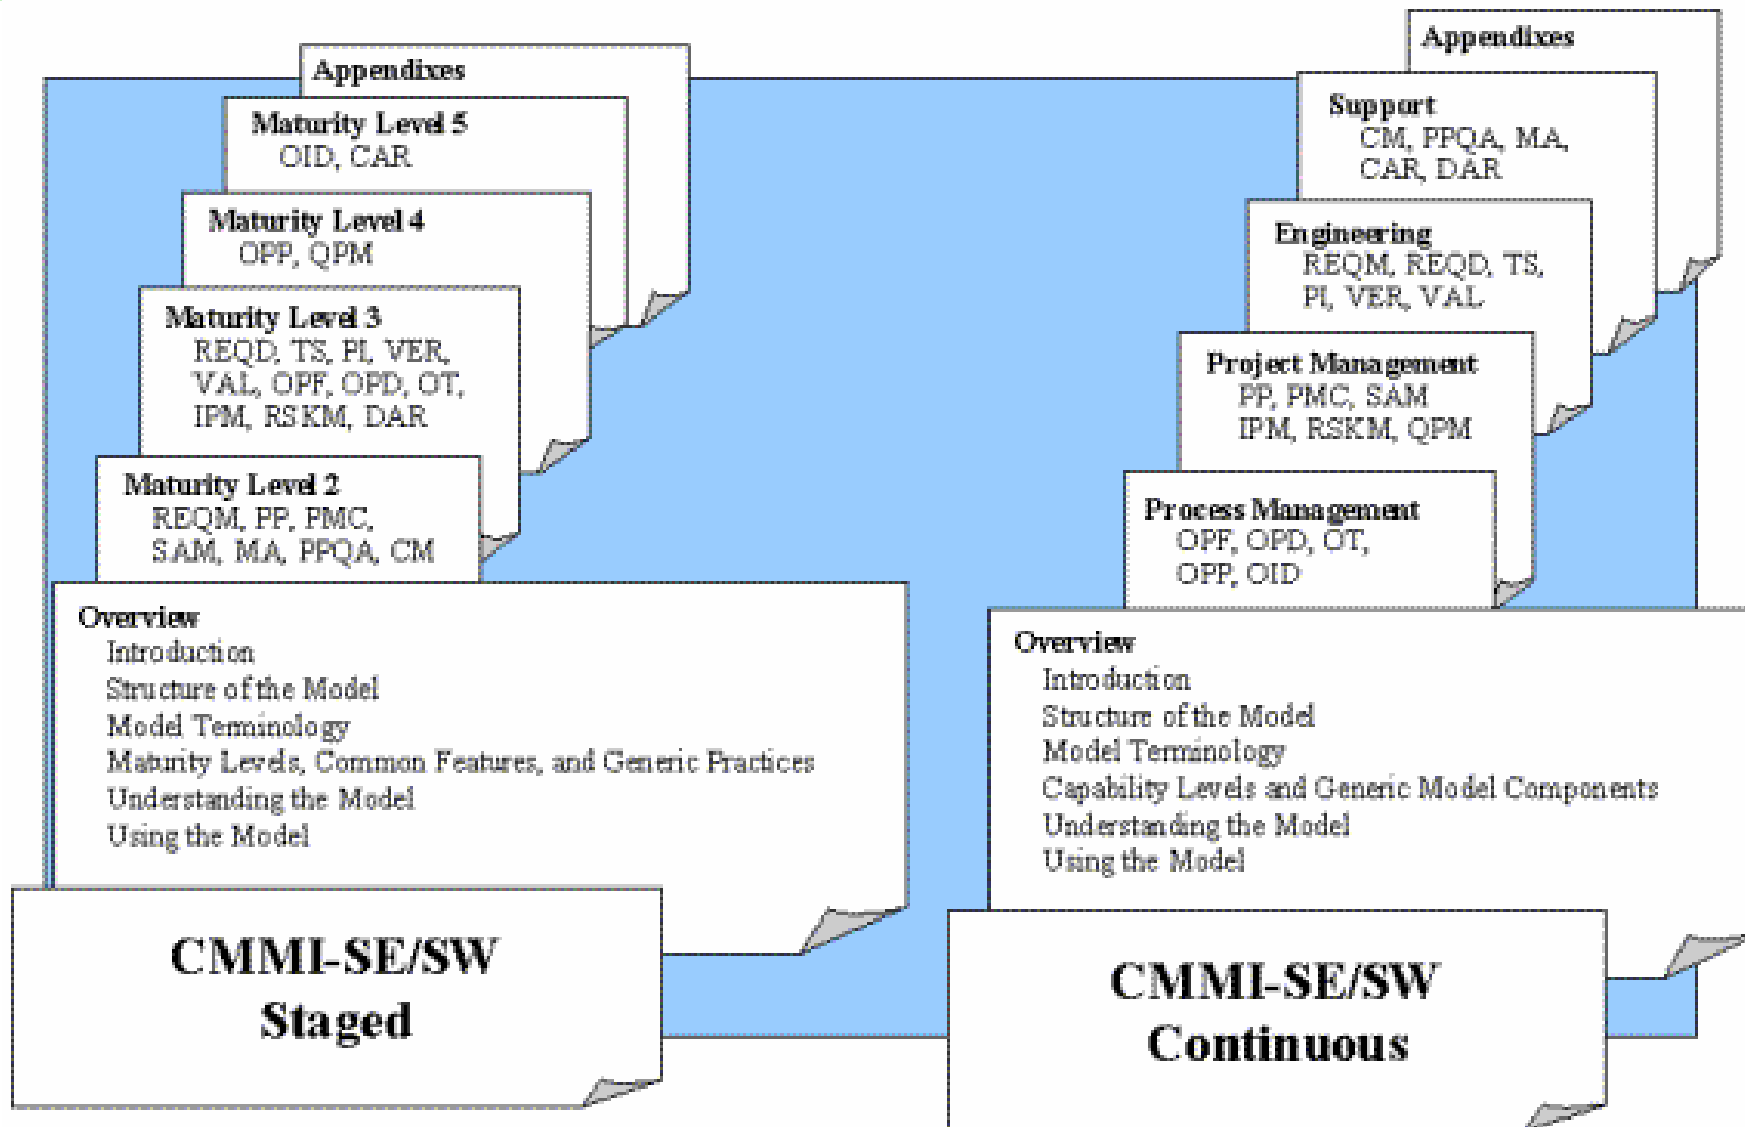 Appendixes
Maturity Level 5
OID, CAR
Maturity Level 4
OPP, QPM
Maturity Level 3
REQD, TS, PI, VER,
VAL, OPF, OPD, OT,
IPM, RSKM, DAR
Maturity Level 2
REQM, PP, PMC,
SAM, MA, PPQA, CM
Overview
Introduction
Structure of the Model
Model Terminology
Maturity Levels, Common Features, and Generic Practices
Understanding the Model
Using the Model
CMMI-SE/SW
Staged
Appendixes
Support
CM, PPQA, MA,
CAR, DAR
Engineering
REQM, REQD, TS,
PI, VER, VAL
Project Management
PP, PMC, SAM
IPM, RSKM, QPM
Process Management
OPF, OPD, OT,
OPP, OID
Overview
Introduction
Structure of the Model
Model Terminology
Capability Levels and Generic Model Components
Understanding the Model
Using the Model
CMMI-SE/SW
Continuous